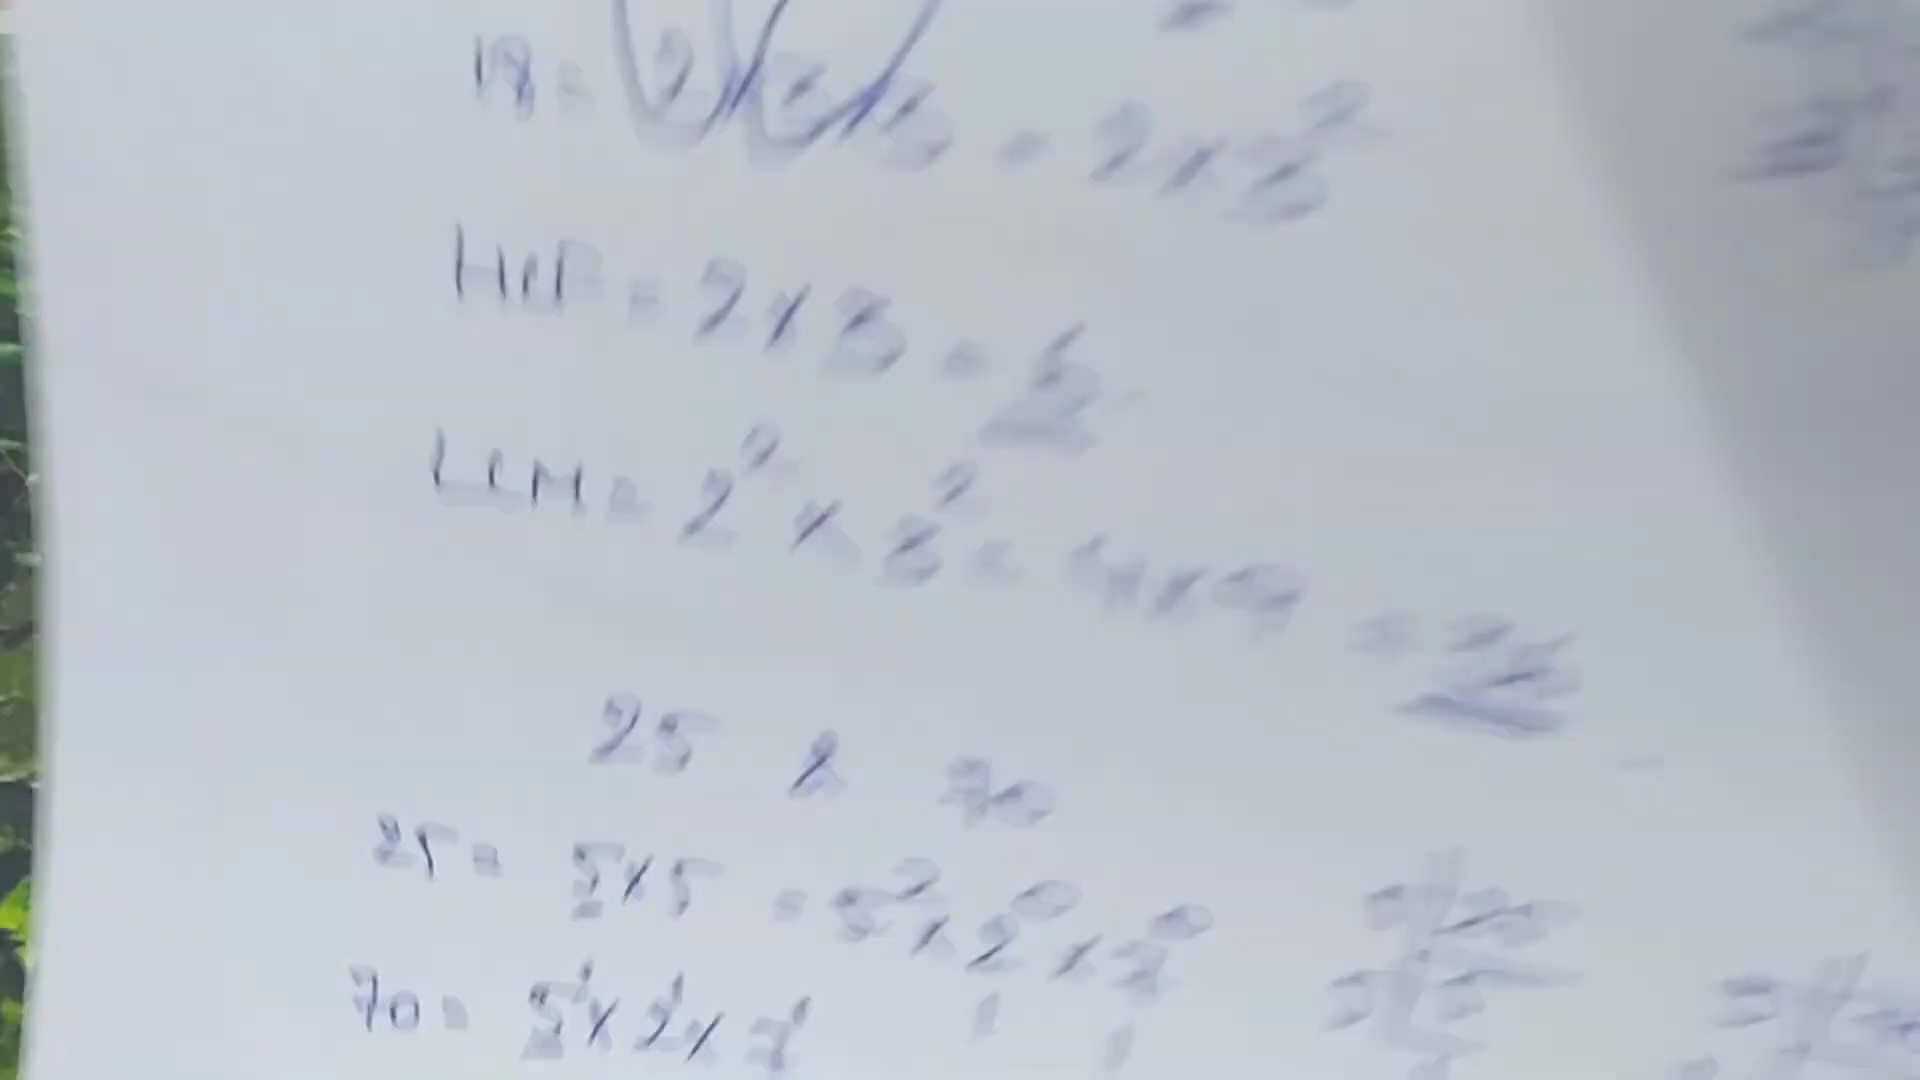 18 = 2 x 3 x 3 = 2 x 3²
HCF = 2 x 3 = 6
LCM = 2² x 3² = 4 x 9 = 36
25 & 70
25 = 5 x 5 = 5² x 2⁰ x 7⁰
70 = 5¹ x 2¹ x 7¹